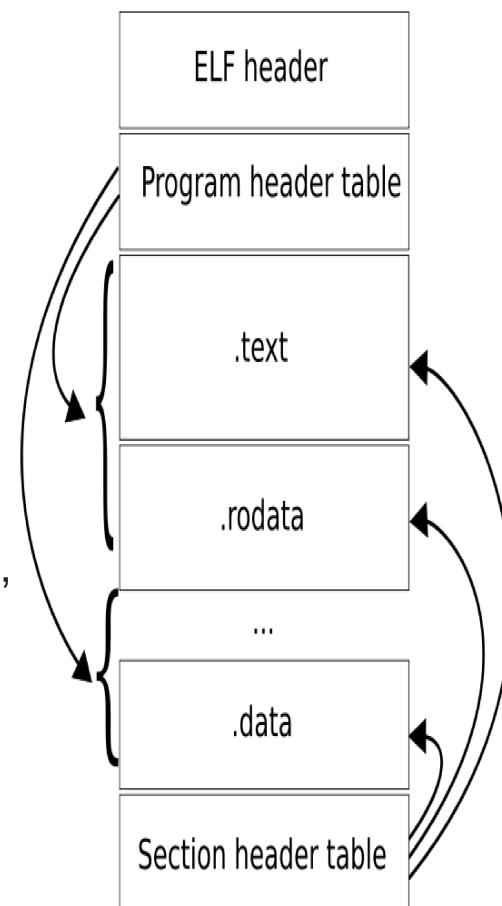 ELF header
Program header table
.text
.rodata
,
...
.data
Section header table